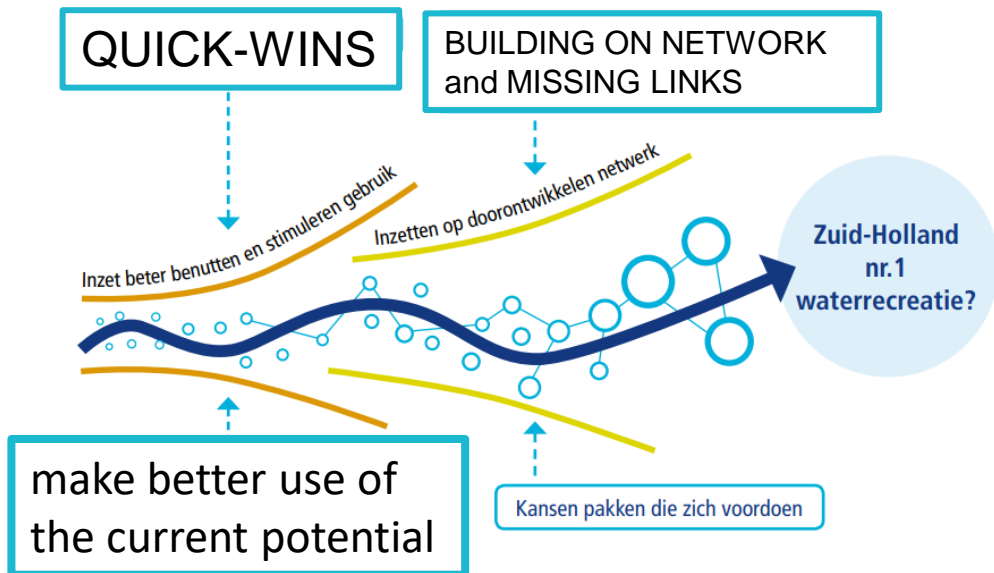 QUICK-WINS
BUILDING ON NETWORK
and MISSING LINKS
Inzet beter benutten en stimuleren gebruik
Inzetten op doorontwikkelen netwerk
Zuid-Holland
nr.1
waterrecreatie?
make better use of
the current potential
Kansen pakken die zich voordoen